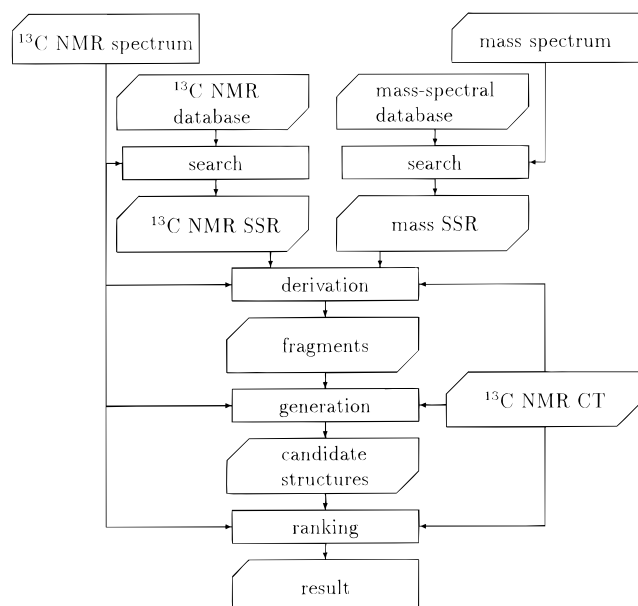 ¹³C NMR spectrum
mass spectrum
¹³C NMR
database
mass-spectral
database
search
search
¹³C NMR SSR
mass SSR
derivation
fragments
generation
¹³C NMR CT
candidate
structures
ranking
result